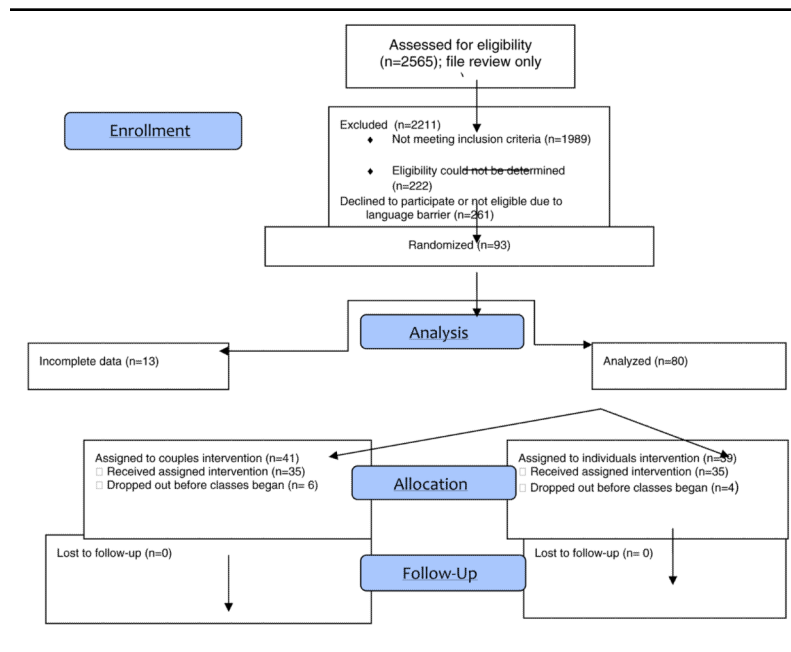 Assessed for eligibility
(n=2565); file review only
Enrollment
Excluded (n=2211)
♦ Not meeting inclusion criteria (n=1989)
♦ Eligibility could not be determined
(n=222)
Declined to participate or not eligible due to
language barrier (n=261)
Randomized (n=93)
Analysis
Incomplete data (n=13)
Analyzed (n=80)
Assigned to couples intervention (n=41)
□ Received assigned intervention (n=35)
□ Dropped out before classes began (n= 6)
Assigned to individuals intervention (n=39)
□ Received assigned intervention (n=35)
□ Dropped out before classes began (n=4)
Allocation
Lost to follow-up (n=0)
Lost to follow-up (n= 0)
Follow-Up